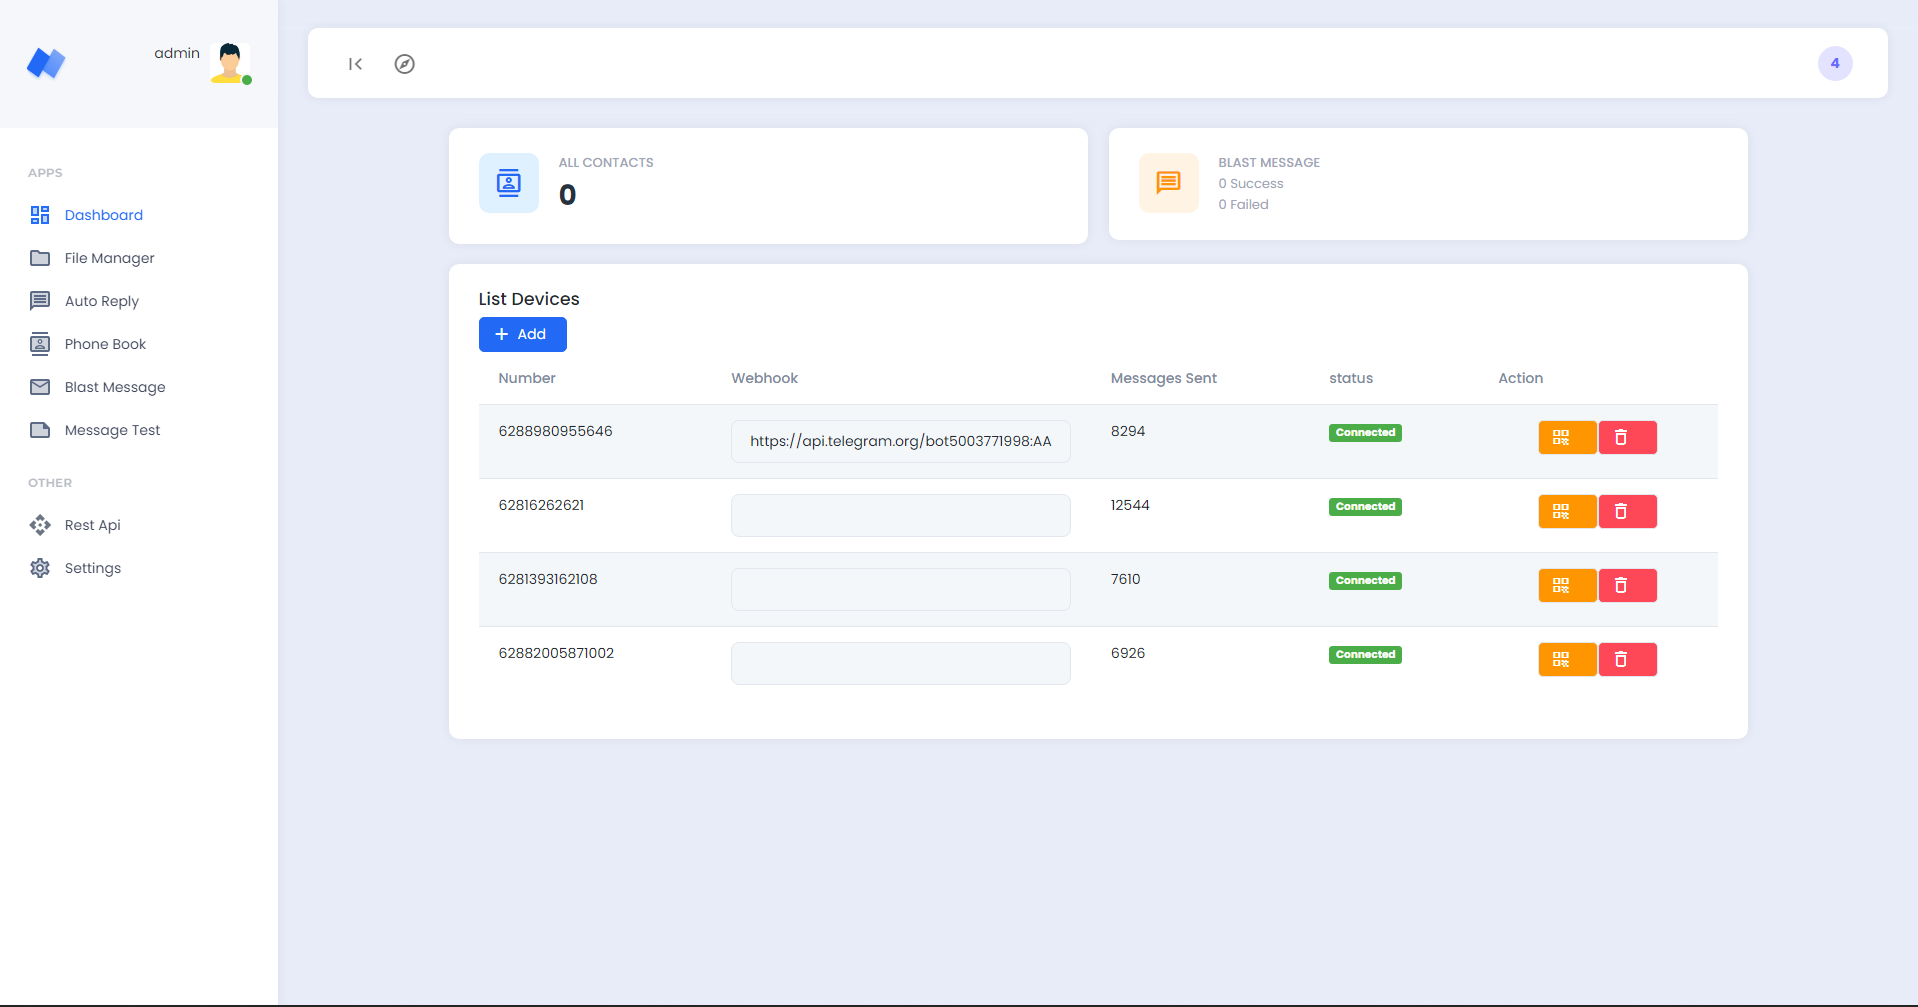 admin
4
APPS
Dashboard
File Manager
Auto Reply
Phone Book
Blast Message
Message Test
OTHER
Rest Api
Settings
ALL CONTACTS
0
BLAST MESSAGE
0 Success
0 Failed
List Devices
+ Add
Number Webhook Messages Sent status Action
6288980955646 https://api.telegram.org/bot5003771998:AA 8294 Connected
62816262621 12544 Connected
6281393162108 7610 Connected
62882005871002 6926 Connected